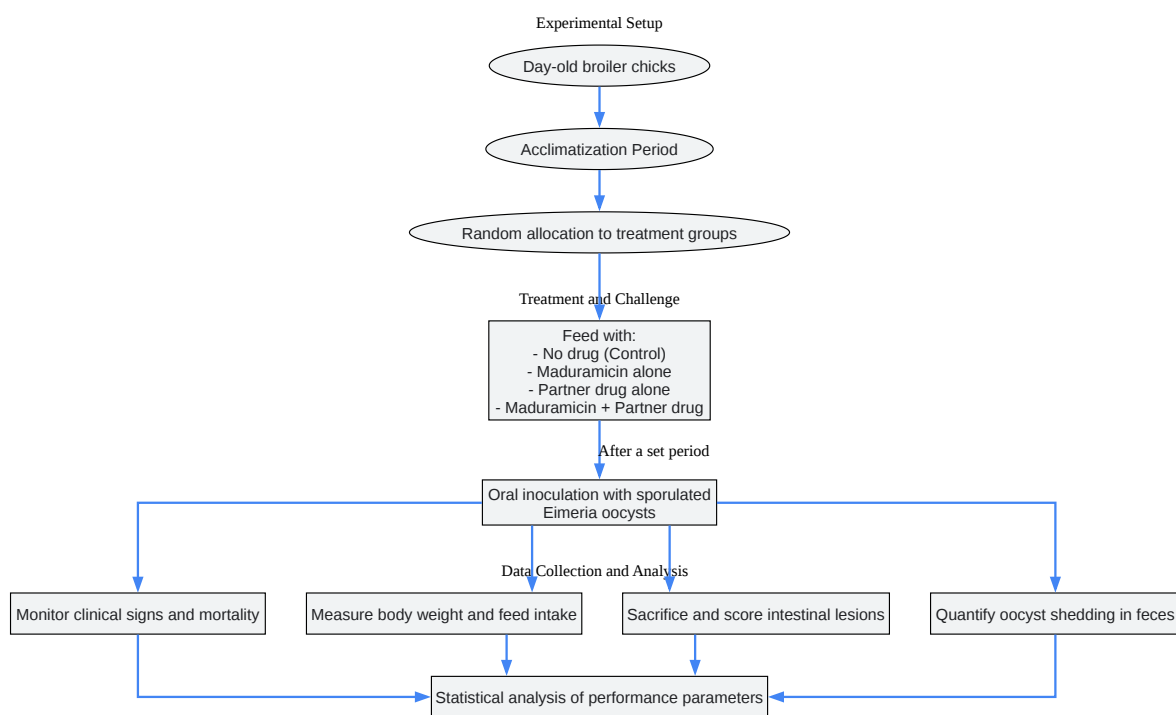 Experimental Setup
Day-old broiler chicks
Acclimatization Period
Random allocation to treatment groups
Treatment and Challenge
Feed with:
- No drug (Control)
- Maduramicin alone
- Partner drug alone
- Maduramicin + Partner drug
After a set period
Oral inoculation with sporulated
Eimeria oocysts
Data Collection and Analysis
Monitor clinical signs and mortality
Measure body weight and feed intake
Sacrifice and score intestinal lesions
Quantify oocyst shedding in feces
Statistical analysis of performance parameters